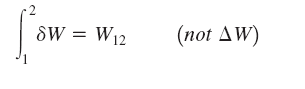 ∫₁² δW = W₁₂ (not ΔW)